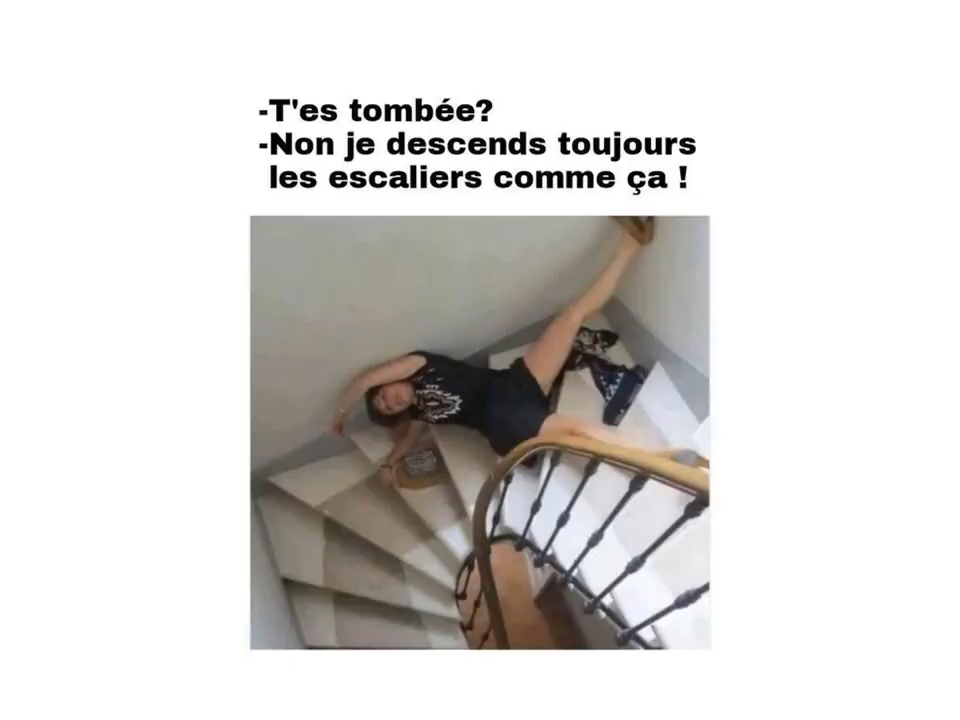 -T'es tombée?
-Non je descends toujours
les escaliers comme ça !